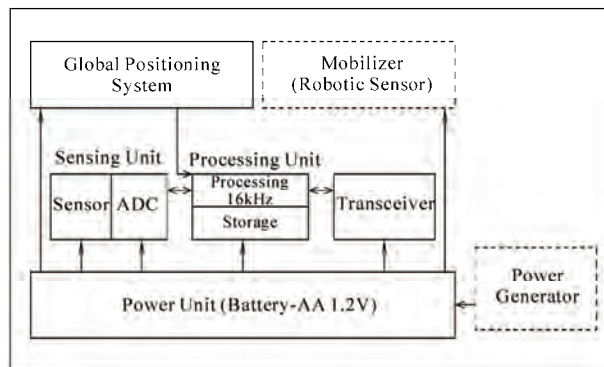 Global Positioning
System
Mobilizer
(Robotic Sensor)
Sensing Unit
Processing Unit
Sensor
ADC
Processing
16kHz
Storage
Transceiver
Power Unit (Battery-AA 1.2V)
Power
Generator